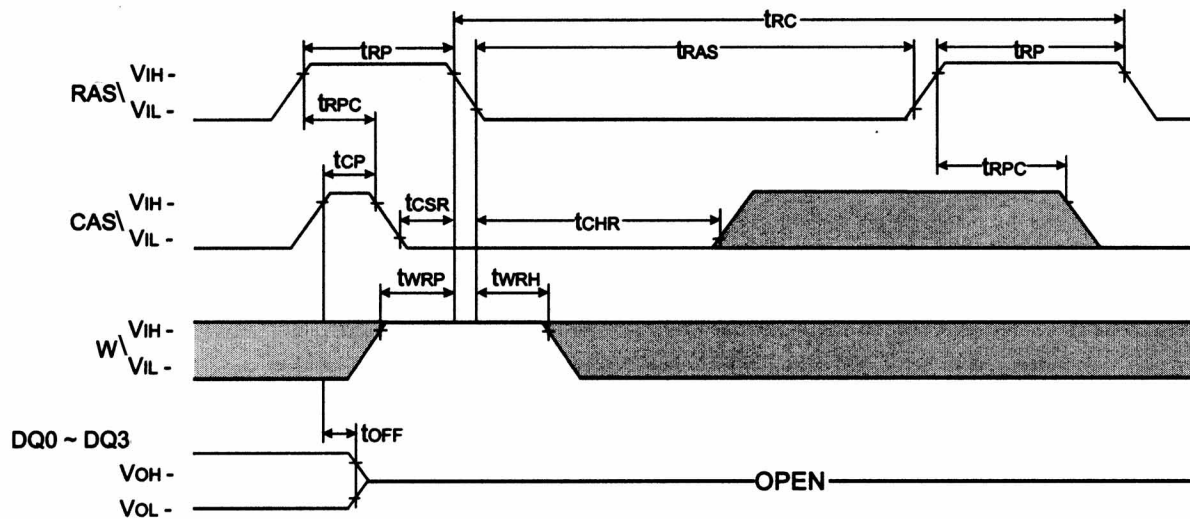 tRC
tRP tRAS tRP
VIH -
RAS\
VIL -
tRPC
tCP
tRPC
VIH -
CAS\
VIL -
tCSR
tCHR
tWRP tWRH
VIH -
W\
VIL -
tOFF
DQ0 ~ DQ3
VOH -
OPEN
VOL -